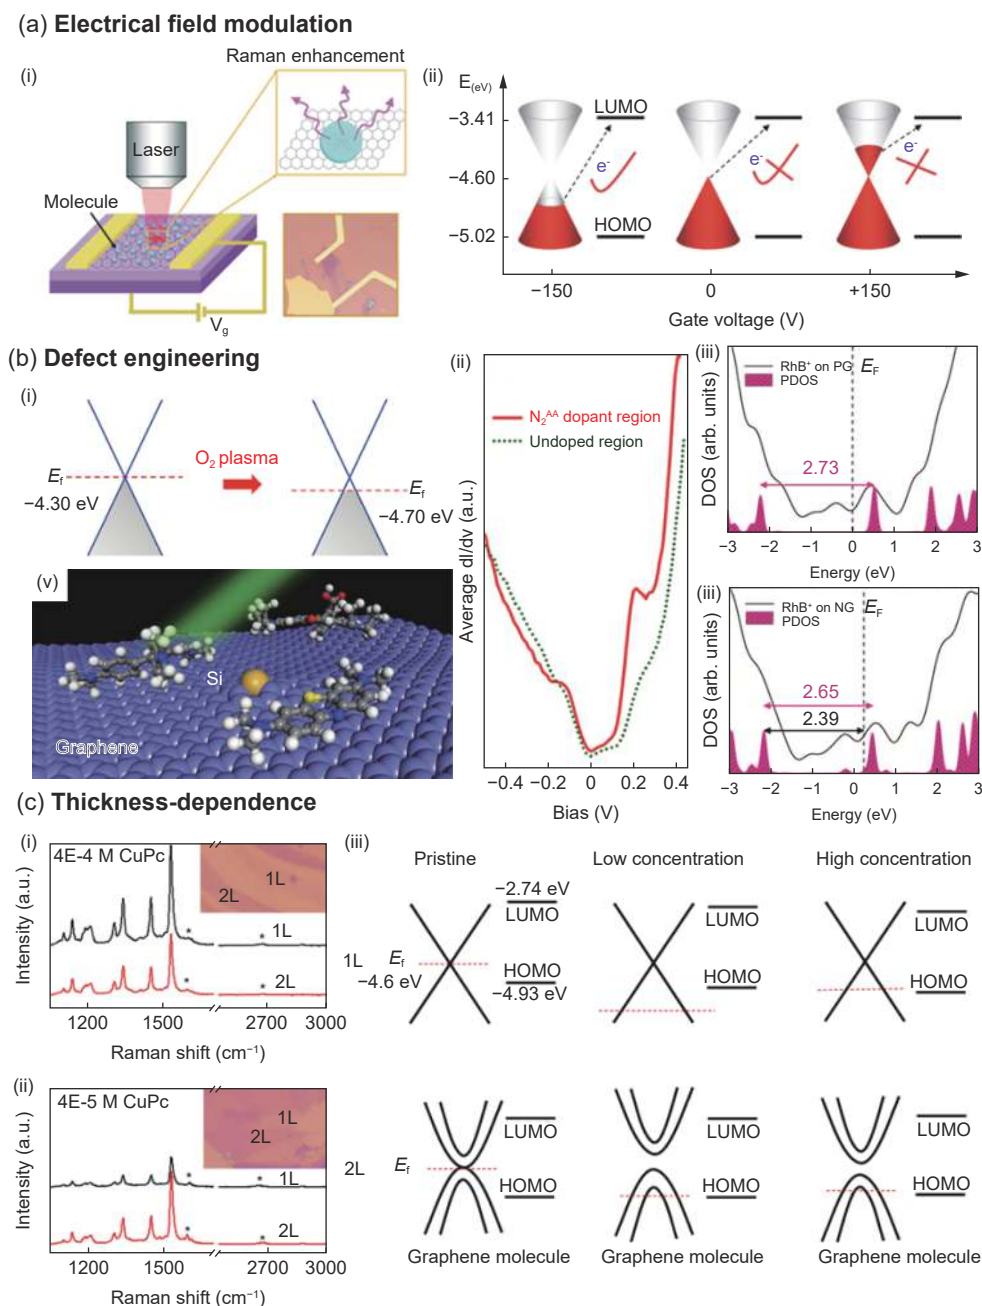 (a) Electrical field modulation
(i)
Raman enhancement
Laser
Molecule
Vg
(ii)
E(eV)
−3.41
−4.60
−5.02
LUMO
HOMO
e-
e-
e-
−150
0
+150
Gate voltage (V)
(b) Defect engineering
(i)
Ef
−4.30 eV
O2 plasma
Ef
−4.70 eV
(v)
Si
Graphene
(ii)
N2AA dopant region
Undoped region
Average dI/dv (a.u.)
−0.4
−0.2
0
0.2
0.4
Bias (V)
(iii)
RhB+ on PG
PDOS
EF
2.73
DOS (arb. units)
−3
−2
−1
0
1
2
3
Energy (eV)
(iii)
RhB+ on NG
PDOS
EF
2.65
2.39
DOS (arb. units)
−3
−2
−1
0
1
2
3
Energy (eV)
(c) Thickness-dependence
(i)
4E-4 M CuPc
1L
2L
*
*
1L
*
*
2L
Intensity (a.u.)
1200
1500
2700
3000
Raman shift (cm−1)
(ii)
4E-5 M CuPc
1L
2L
*
*
1L
*
*
2L
Intensity (a.u.)
1200
1500
2700
3000
Raman shift (cm−1)
(iii)
Pristine
Low concentration
High concentration
1L
Ef
−4.6 eV
−2.74 eV
LUMO
HOMO
−4.93 eV
LUMO
HOMO
LUMO
HOMO
2L
Ef
LUMO
HOMO
LUMO
HOMO
LUMO
HOMO
Graphene molecule
Graphene molecule
Graphene molecule